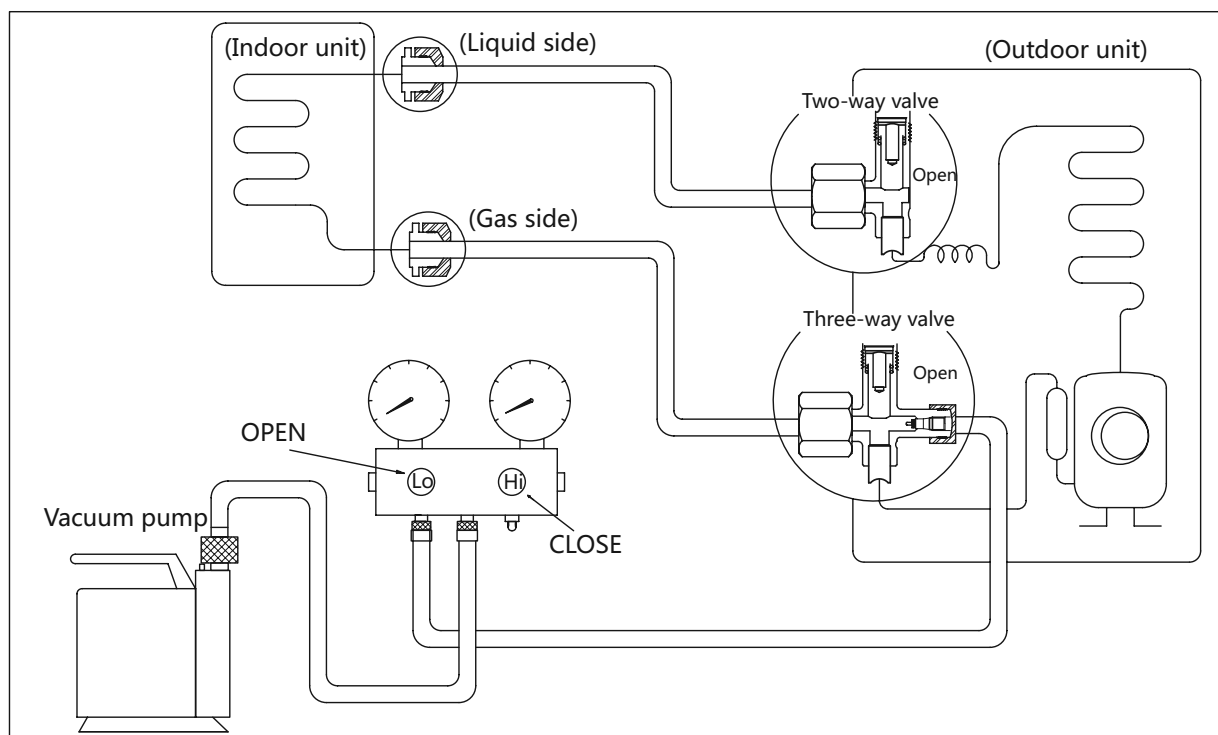 (Indoor unit)
(Liquid side)
(Outdoor unit)
Two-way valve
Open
(Gas side)
Three-way valve
Open
OPEN
Lo
Hi
CLOSE
Vacuum pump